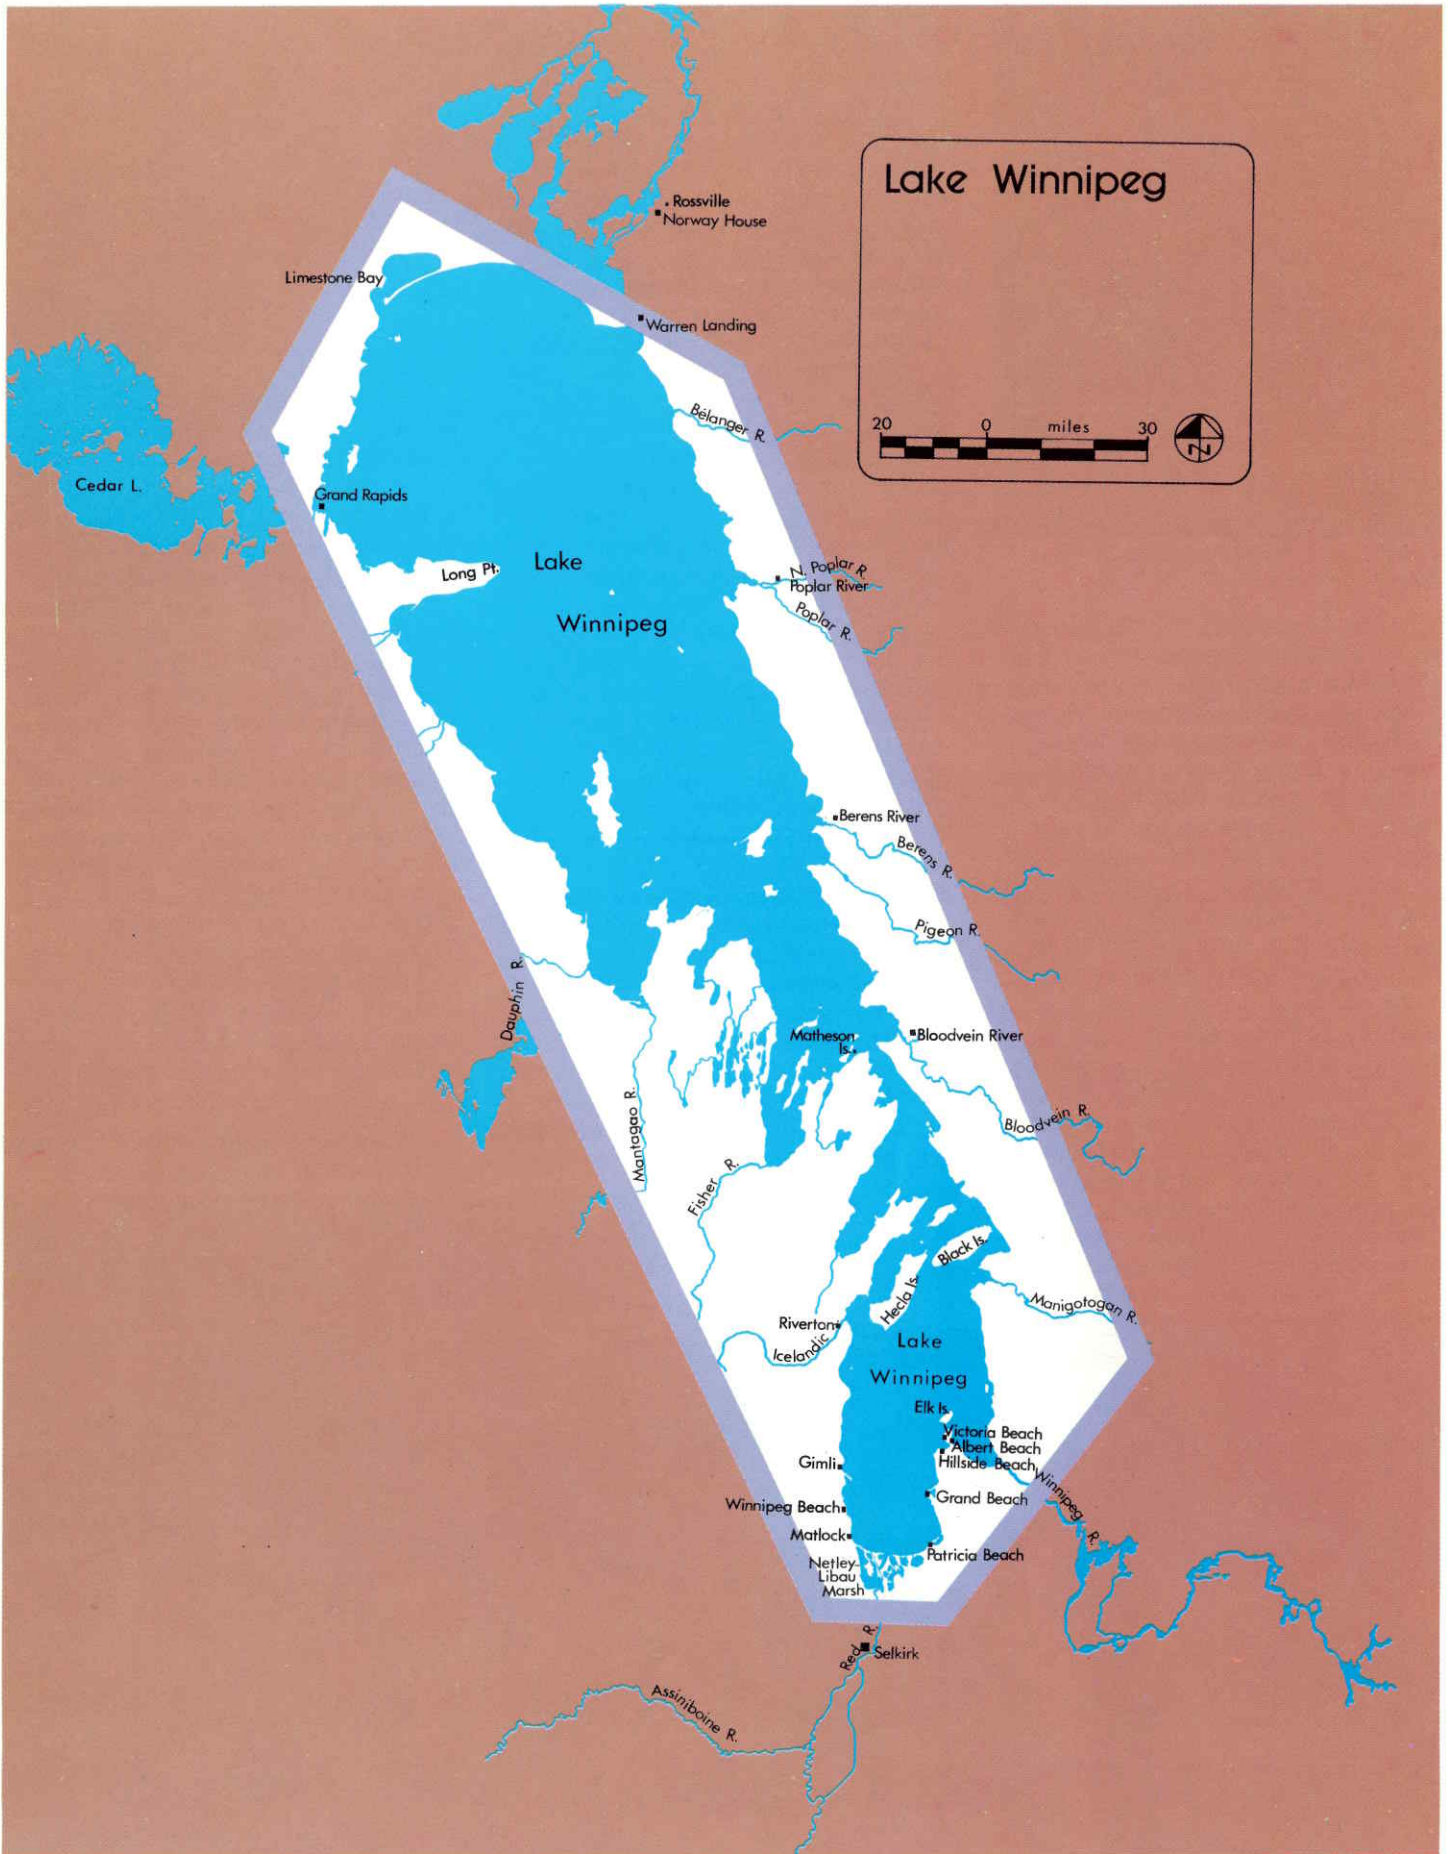 Lake Winnipeg
20 0 miles 30
N
Rossville
Norway House
Limestone Bay
Warren Landing
Bélanger R.
Cedar L.
Grand Rapids
Long Pt.
Lake
Winnipeg
N. Poplar R.
Poplar River
Poplar R.
Berens River
Berens R.
Pigeon R.
Dauphin R.
Matheson
Is.
Bloodvein River
Bloodvein R.
Mantagao R.
Fisher R.
Black Is.
Hecla Is.
Manigotogan R.
Riverton
Icelandic
Lake
Winnipeg
Elk Is.
Victoria Beach
Albert Beach
Hillside Beach
Gimli
Winnipeg R.
Grand Beach
Winnipeg Beach
Matlock
Patricia Beach
Netley-
Libau
Marsh
Red R.
Selkirk
Assiniboine R.